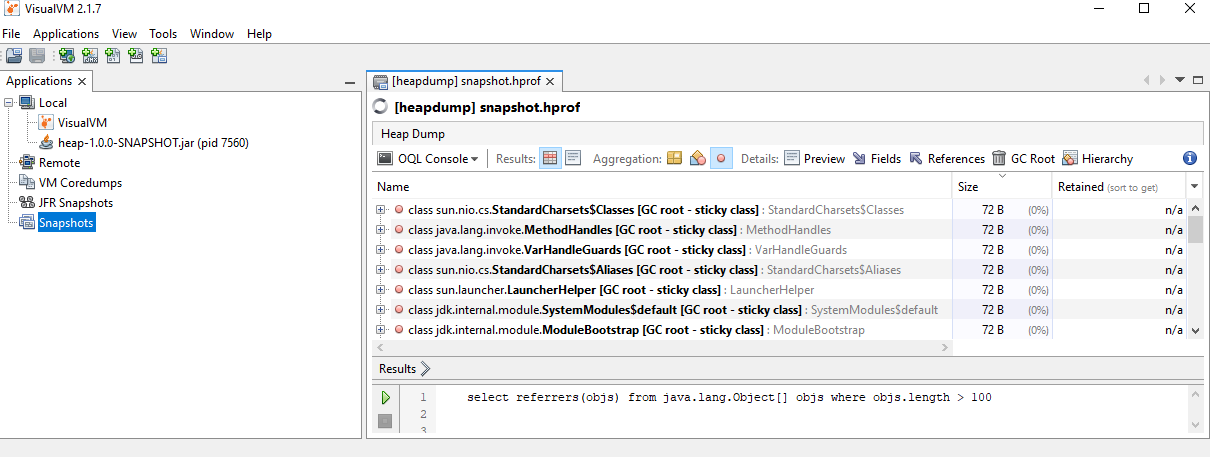 VisualVM 2.1.7
File Applications View Tools Window Help
Applications
[heapdump] snapshot.hprof
Local
VisualVM
heap-1.0.0-SNAPSHOT.jar (pid 7560)
Remote
VM Coredumps
JFR Snapshots
Snapshots
[heapdump] snapshot.hprof
Heap Dump
OQL Console Results: Aggregation: Details: Preview Fields References GC Root Hierarchy
Name Size Retained (sort to get)
class sun.nio.cs.StandardCharsets$Classes [GC root - sticky class] : StandardCharsets$Classes 72 B (0%) n/a
class java.lang.invoke.MethodHandles [GC root - sticky class] : MethodHandles 72 B (0%) n/a
class java.lang.invoke.VarHandleGuards [GC root - sticky class] : VarHandleGuards 72 B (0%) n/a
class sun.nio.cs.StandardCharsets$Aliases [GC root - sticky class] : StandardCharsets$Aliases 72 B (0%) n/a
class sun.launcher.LauncherHelper [GC root - sticky class] : LauncherHelper 72 B (0%) n/a
class jdk.internal.module.SystemModules$default [GC root - sticky class] : SystemModules$default 72 B (0%) n/a
class jdk.internal.module.ModuleBootstrap [GC root - sticky class] : ModuleBootstrap 72 B (0%) n/a
Results
1 select referrers(objs) from java.lang.Object[] objs where objs.length > 100
2
3